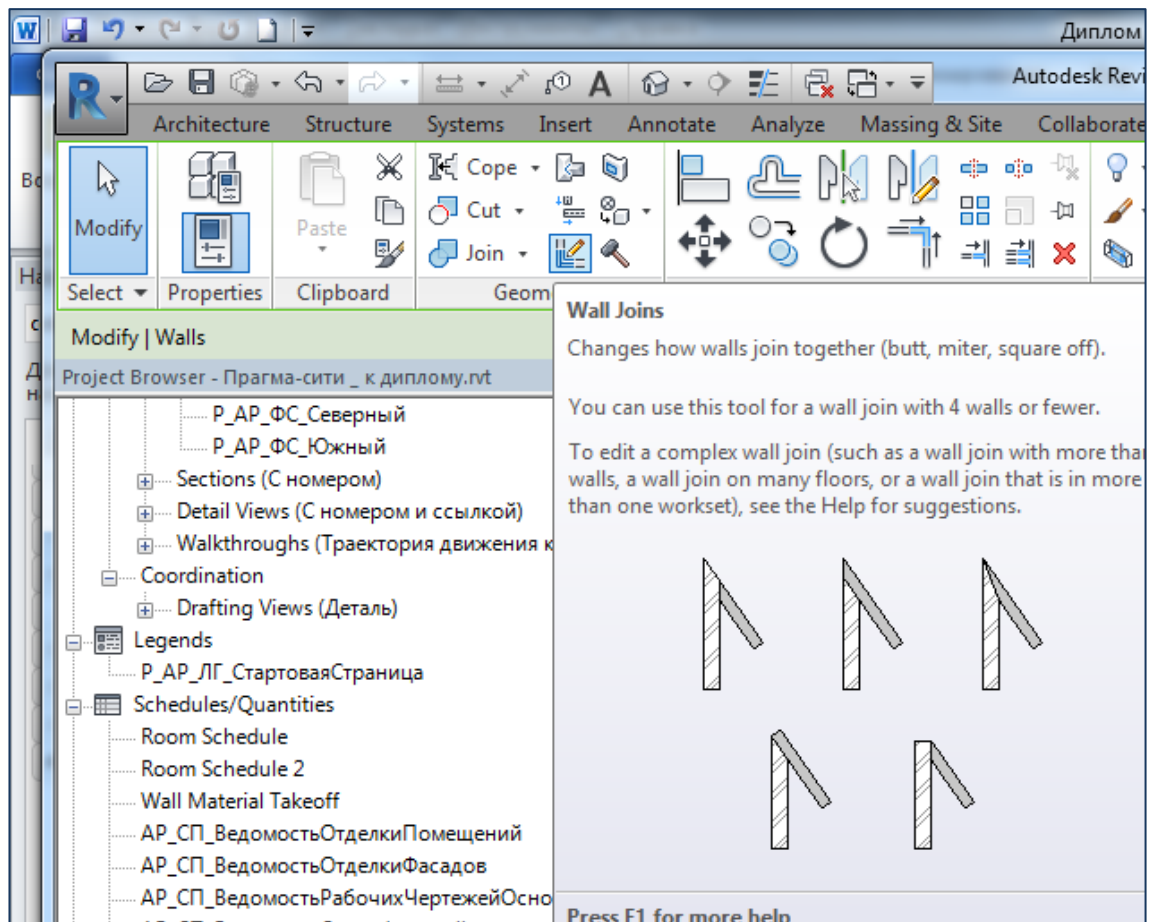 W
Диплом
R
A
Autodesk Revi
Architecture Structure Systems Insert Annotate Analyze Massing & Site Collaborate
Modify
Paste
Cope
Cut
Join
Select Properties Clipboard Geom
Modify | Walls
Project Browser - Прагма-сити _ к диплому.rvt
Р_АР_ФС_Северный
Р_АР_ФС_Южный
Sections (С номером)
Detail Views (С номером и ссылкой)
Walkthroughs (Траектория движения к
Coordination
Drafting Views (Деталь)
Legends
Р_АР_ЛГ_СтартоваяСтраница
Schedules/Quantities
Room Schedule
Room Schedule 2
Wall Material Takeoff
АР_СП_ВедомостьОтделкиПомещений
АР_СП_ВедомостьОтделкиФасадов
АР_СП_ВедомостьРабочихЧертежейОсно
Wall Joins
Changes how walls join together (butt, miter, square off).
You can use this tool for a wall join with 4 walls or fewer.
To edit a complex wall join (such as a wall join with more than
walls, a wall join on many floors, or a wall join that is in more
than one workset), see the Help for suggestions.
Press F1 for more help